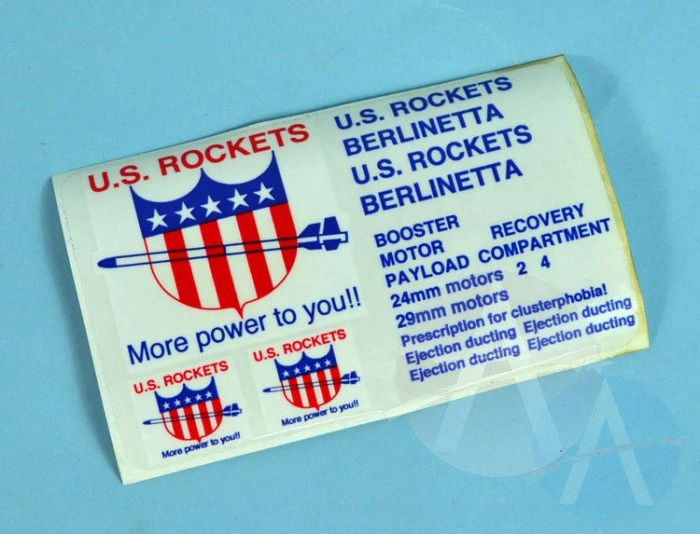 U.S. ROCKETS
More power to you!!
U.S. ROCKETS
More power to you!!
U.S. ROCKETS
More power to you!!
U.S. ROCKETS
BERLINETTA
U.S. ROCKETS
BERLINETTA
BOOSTER
MOTOR RECOVERY
PAYLOAD COMPARTMENT
24mm motors 2 4
29mm motors
Prescription for clusterphobia!
Ejection ducting Ejection ducting
Ejection ducting Ejection ducting
AA